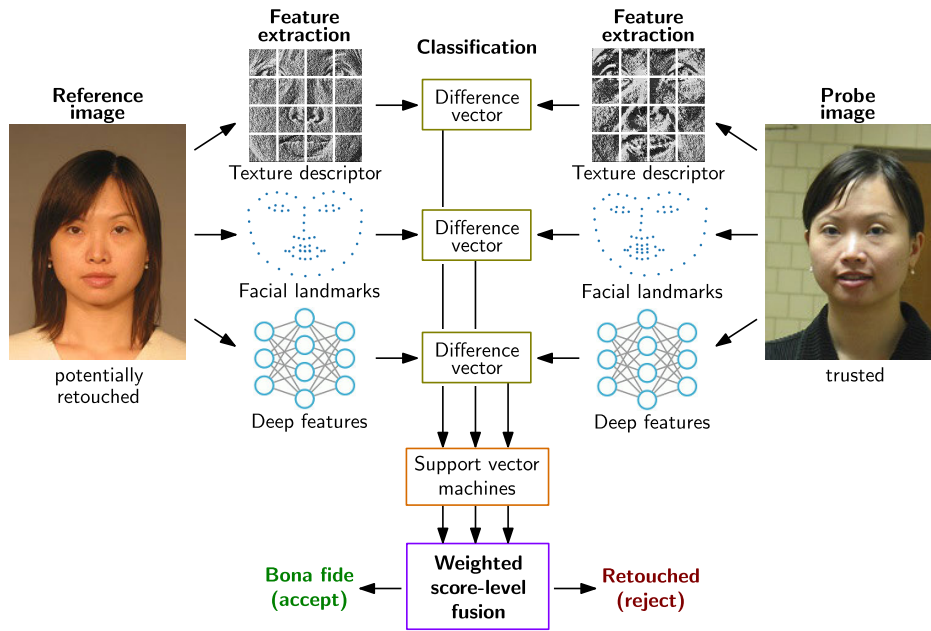 Feature
extraction
Classification
Feature
extraction
Reference
image
Probe
image
Difference
vector
Texture descriptor
Texture descriptor
Difference
vector
Facial landmarks
Facial landmarks
Difference
vector
potentially
retouched
trusted
Deep features
Deep features
Support vector
machines
Weighted
score-level
fusion
Bona fide
(accept)
Retouched
(reject)